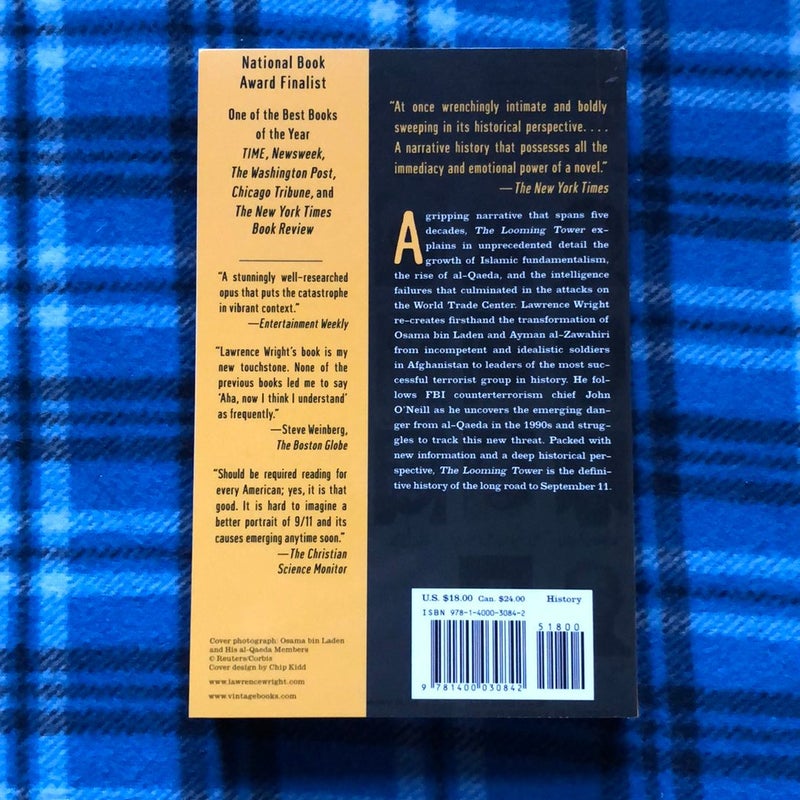 National Book
Award Finalist
One of the Best Books
of the Year
TIME, Newsweek,
The Washington Post,
Chicago Tribune, and
The New York Times
Book Review
“A stunningly well-researched
opus that puts the catastrophe
in vibrant context.”
—Entertainment Weekly
“Lawrence Wright’s book is my
new touchstone. None of the
previous books led me to say
‘Aha, now I think I understand’
as frequently.”
—Steve Weinberg,
The Boston Globe
“Should be required reading for
every American; yes, it is that
good. It is hard to imagine a
better portrait of 9/11 and its
causes emerging anytime soon.”
—The Christian
Science Monitor
Cover photograph: Osama bin Laden
and His al-Qaeda Members
© Reuters/Corbis
Cover design by Chip Kidd
www.lawrencewright.com
www.vintagebooks.com
“At once wrenchingly intimate and boldly
sweeping in its historical perspective. . . .
A narrative history that possesses all the
immediacy and emotional power of a novel.”
—The New York Times
A gripping narrative that spans five
decades, The Looming Tower ex-
plains in unprecedented detail the
growth of Islamic fundamentalism,
the rise of al-Qaeda, and the intelligence
failures that culminated in the attacks on
the World Trade Center. Lawrence Wright
re-creates firsthand the transformation of
Osama bin Laden and Ayman al-Zawahiri
from incompetent and idealistic soldiers
in Afghanistan to leaders of the most suc-
cessful terrorist group in history. He fol-
lows FBI counterterrorism chief John
O’Neill as he uncovers the emerging dan-
ger from al-Qaeda in the 1990s and strug-
gles to track this new threat. Packed with
new information and a deep historical per-
spective, The Looming Tower is the defini-
tive history of the long road to September 11.
U.S. $18.00 Can. $24.00 History
ISBN 978-1-4000-3084-2
51800
9 781400 030842